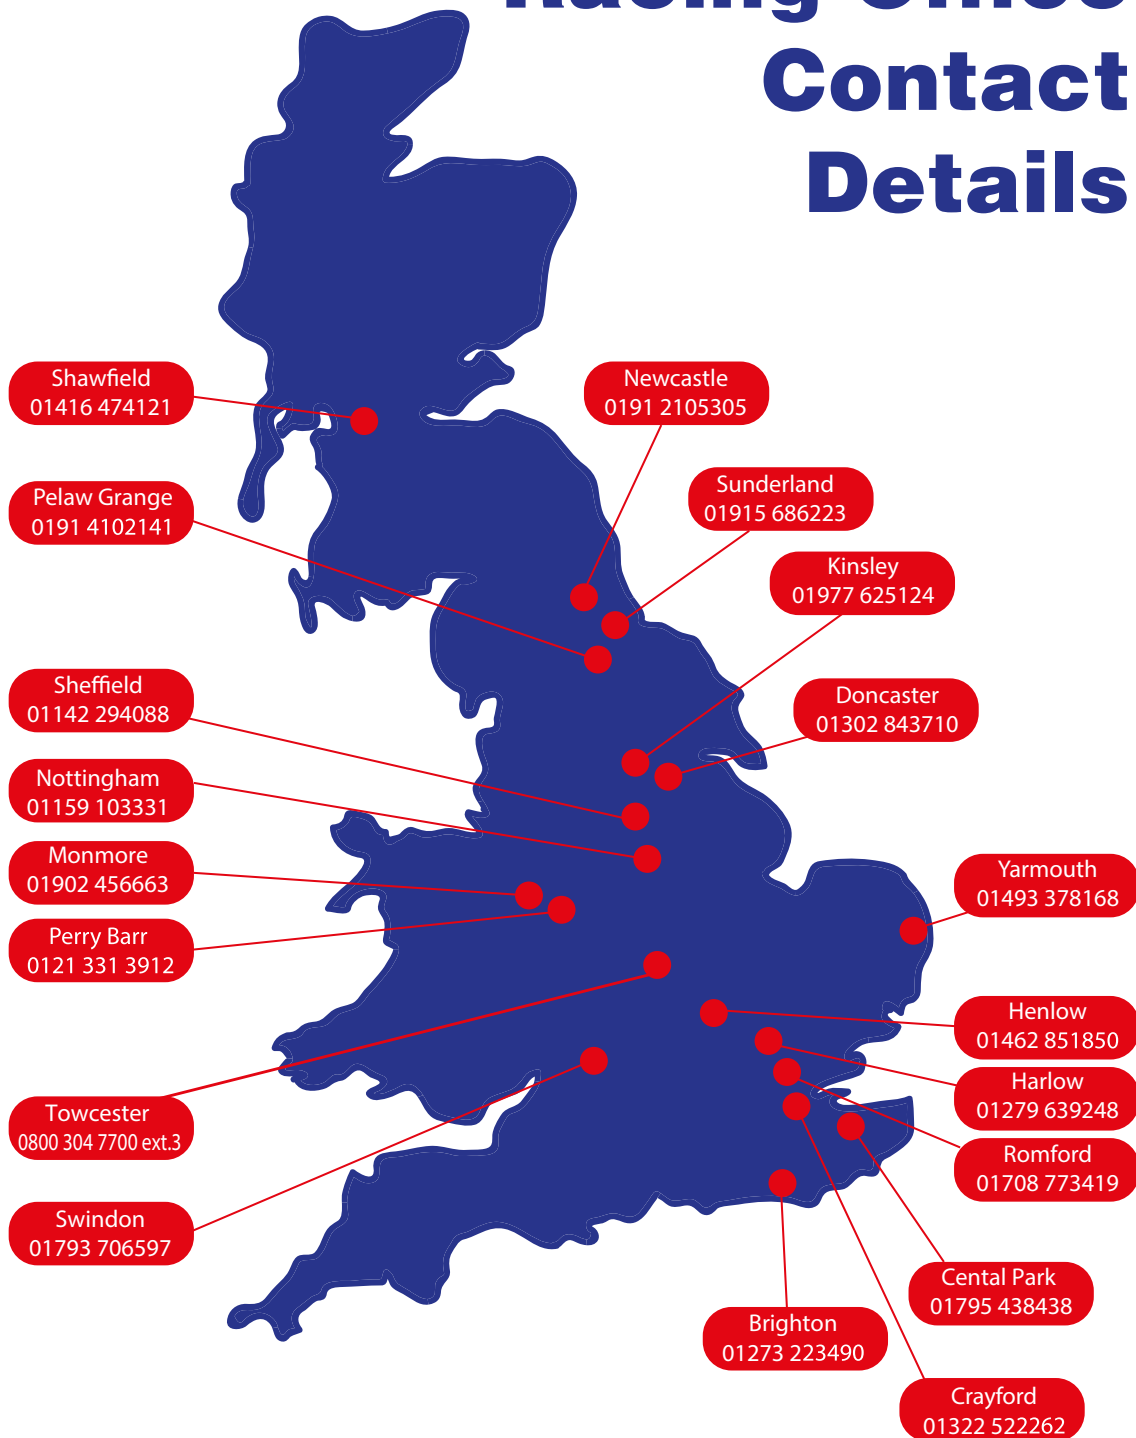 Racing Office
Contact
Details
Shawfield
01416 474121
Newcastle
0191 2105305
Pelaw Grange
0191 4102141
Sunderland
01915 686223
Kinsley
01977 625124
Sheffield
01142 294088
Doncaster
01302 843710
Nottingham
01159 103331
Monmore
01902 456663
Yarmouth
01493 378168
Perry Barr
0121 331 3912
Henlow
01462 851850
Harlow
01279 639248
Towcester
0800 304 7700 ext.3
Romford
01708 773419
Swindon
01793 706597
Cental Park
01795 438438
Brighton
01273 223490
Crayford
01322 522262